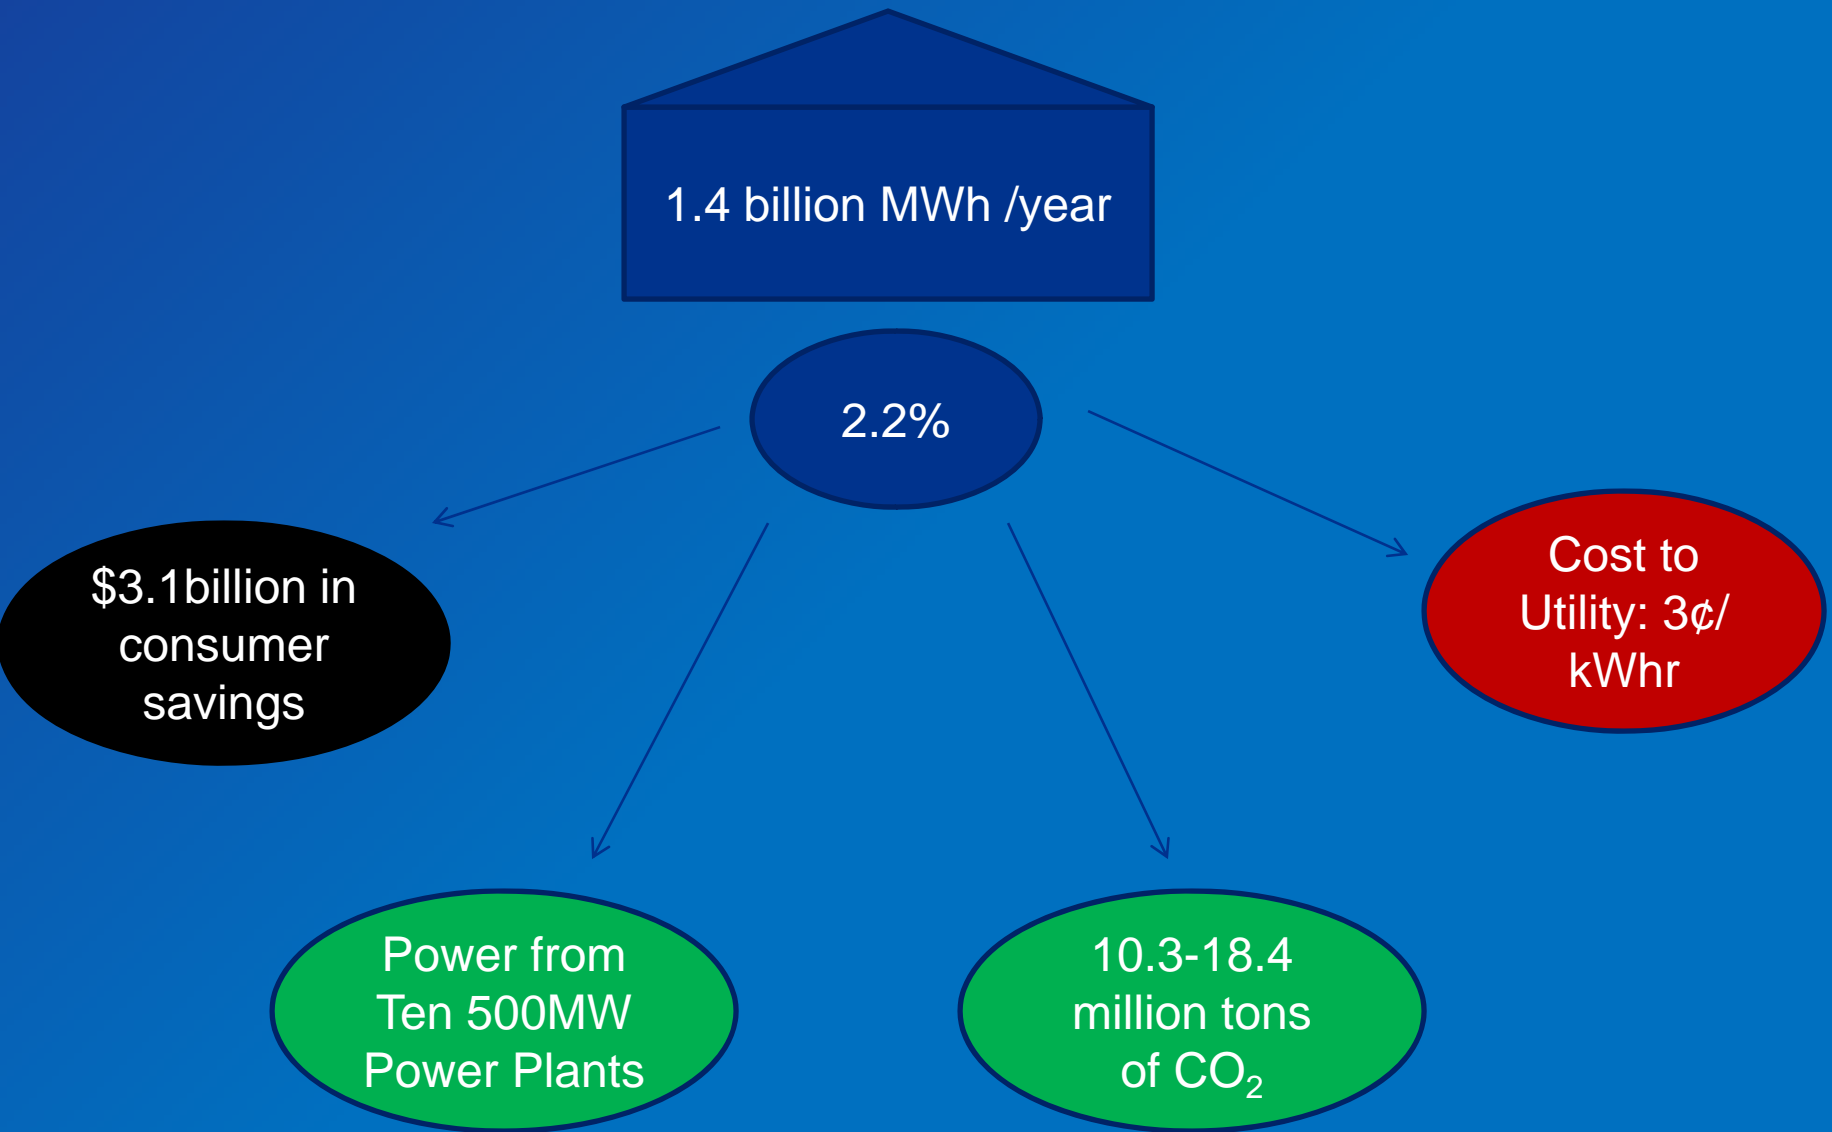 1.4 billion MWh /year
2.2%
$3.1billion in
consumer
savings
Cost to
Utility: 3¢/
kWhr
Power from
Ten 500MW
Power Plants
10.3-18.4
million tons
of CO₂